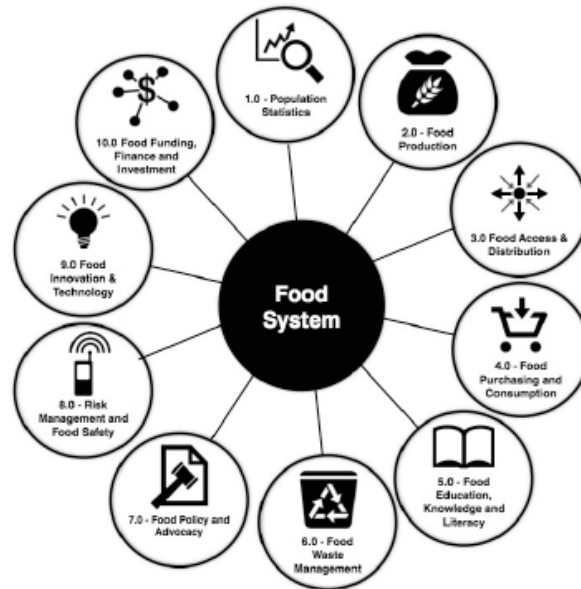 1.0 - Population
Statistics
2.0 - Food
Production
3.0 Food Access &
Distribution
4.0 - Food
Purchasing and
Consumption
5.0 - Food
Education,
Knowledge and
Literacy
6.0 - Food
Waste
Management
7.0 - Food Policy and
Advocacy
8.0 - Risk
Management and
Food Safety
9.0 Food
Innovation &
Technology
10.0 Food Funding,
Finance and
Investment
$
Food
System